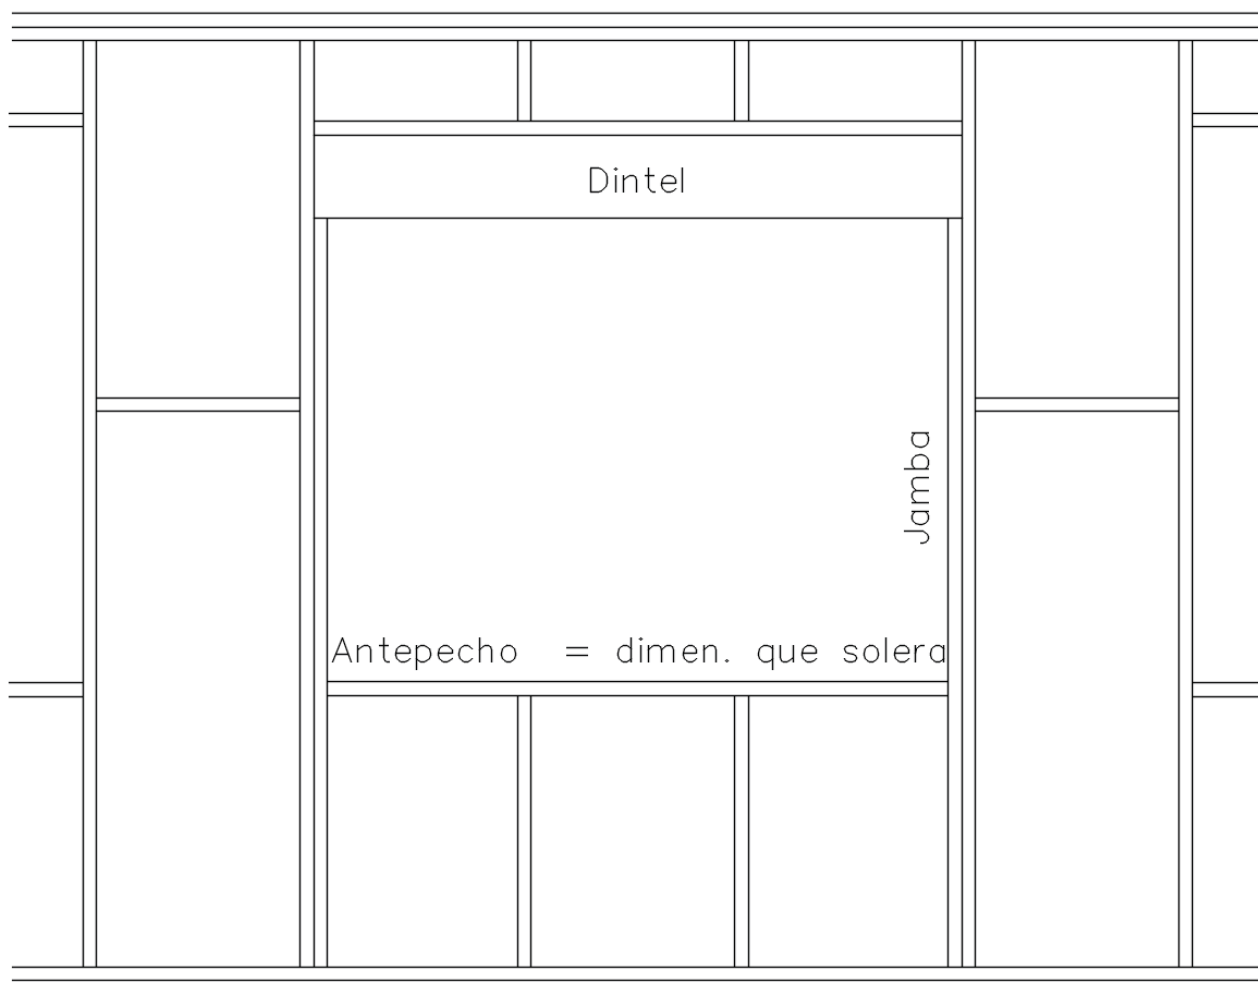 Dintel
Jamba
Antepecho = dimen. que solera